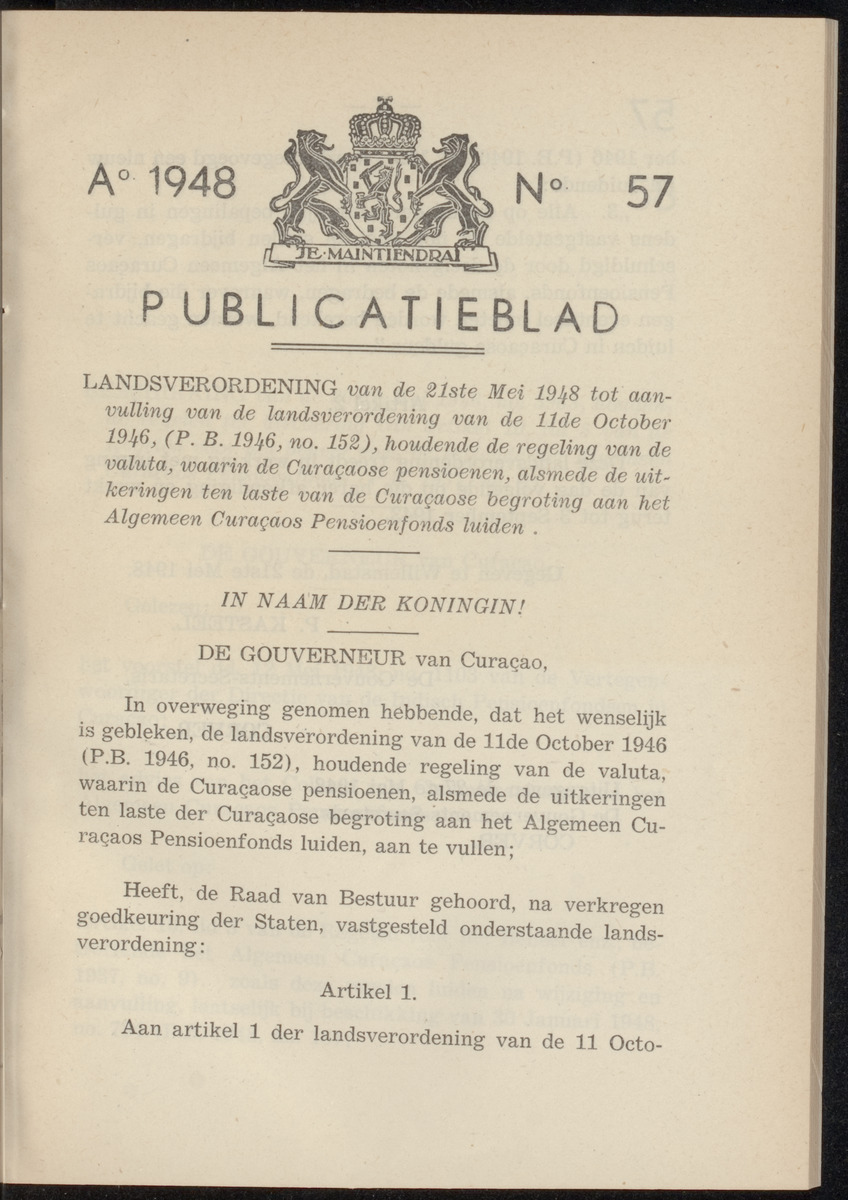 Aº 1948
Nº 57
JE·MAINTIENDRAI
PUBLICATIEBLAD
LANDSVERORDENING van de 21ste Mei 1948 tot aan-
vulling van de landsverordening van de 11de October
1946, (P. B. 1946, no. 152), houdende de regeling van de
valuta, waarin de Curaçaose pensioenen, alsmede de uit-
keringen ten laste van de Curaçaose begroting aan het
Algemeen Curaçaos Pensioenfonds luiden .
IN NAAM DER KONINGIN!
DE GOUVERNEUR van Curaçao,
In overweging genomen hebbende, dat het wenselijk
is gebleken, de landsverordening van de 11de October 1946
(P.B. 1946, no. 152), houdende regeling van de valuta,
waarin de Curaçaose pensioenen, alsmede de uitkeringen
ten laste der Curaçaose begroting aan het Algemeen Cu-
raçaos Pensioenfonds luiden, aan te vullen;
Heeft, de Raad van Bestuur gehoord, na verkregen
goedkeuring der Staten, vastgesteld onderstaande lands-
verordening:
Artikel 1.
Aan artikel 1 der landsverordening van de 11 Octo-